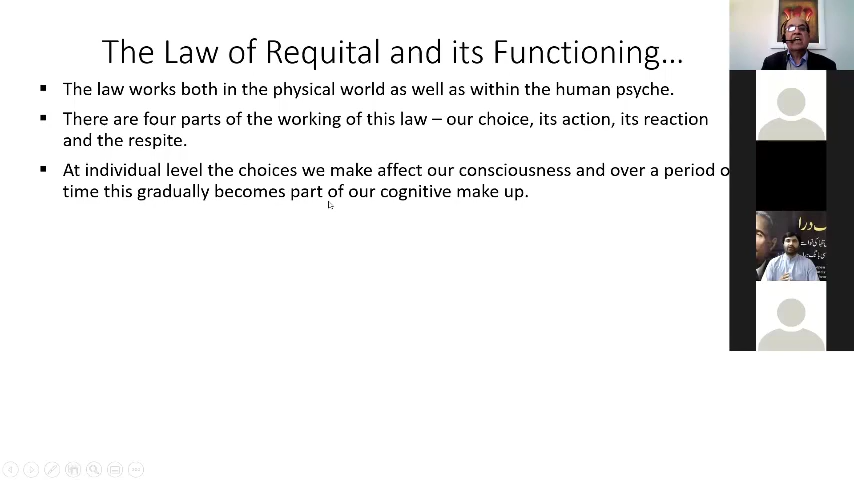 The Law of Requital and its Functioning...
▪ The law works both in the physical world as well as within the human psyche.
▪ There are four parts of the working of this law – our choice, its action, its reaction
and the respite.
▪ At individual level the choices we make affect our consciousness and over a period o
time this gradually becomes part of our cognitive make up.